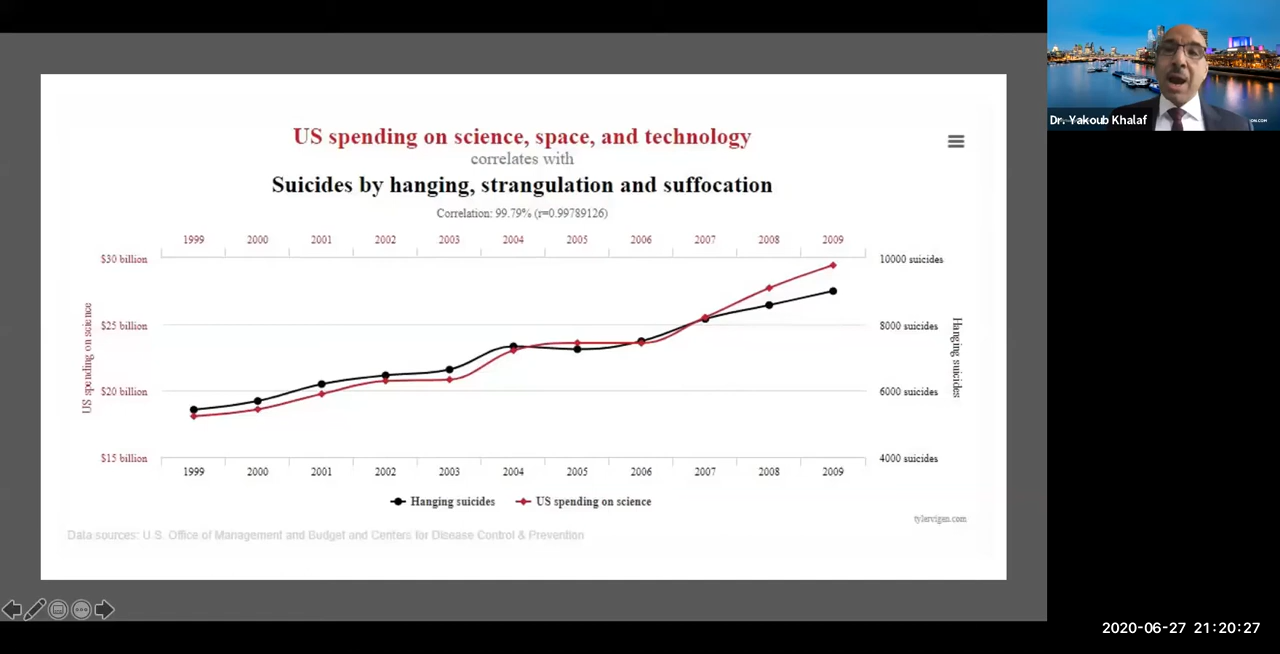 US spending on science, space, and technology
correlates with
Suicides by hanging, strangulation and suffocation
Correlation: 99.79% (r=0.99789126)
1999 2000 2001 2002 2003 2004 2005 2006 2007 2008 2009
$30 billion
$25 billion
$20 billion
$15 billion
US spending on science
10000 suicides
8000 suicides
6000 suicides
4000 suicides
Hanging suicides
1999 2000 2001 2002 2003 2004 2005 2006 2007 2008 2009
Hanging suicides US spending on science
tylervigen.com
Data sources: U.S. Office of Management and Budget and Centers for Disease Control & Prevention
Dr. Yakoub Khalaf
2020-06-27 21:20:27